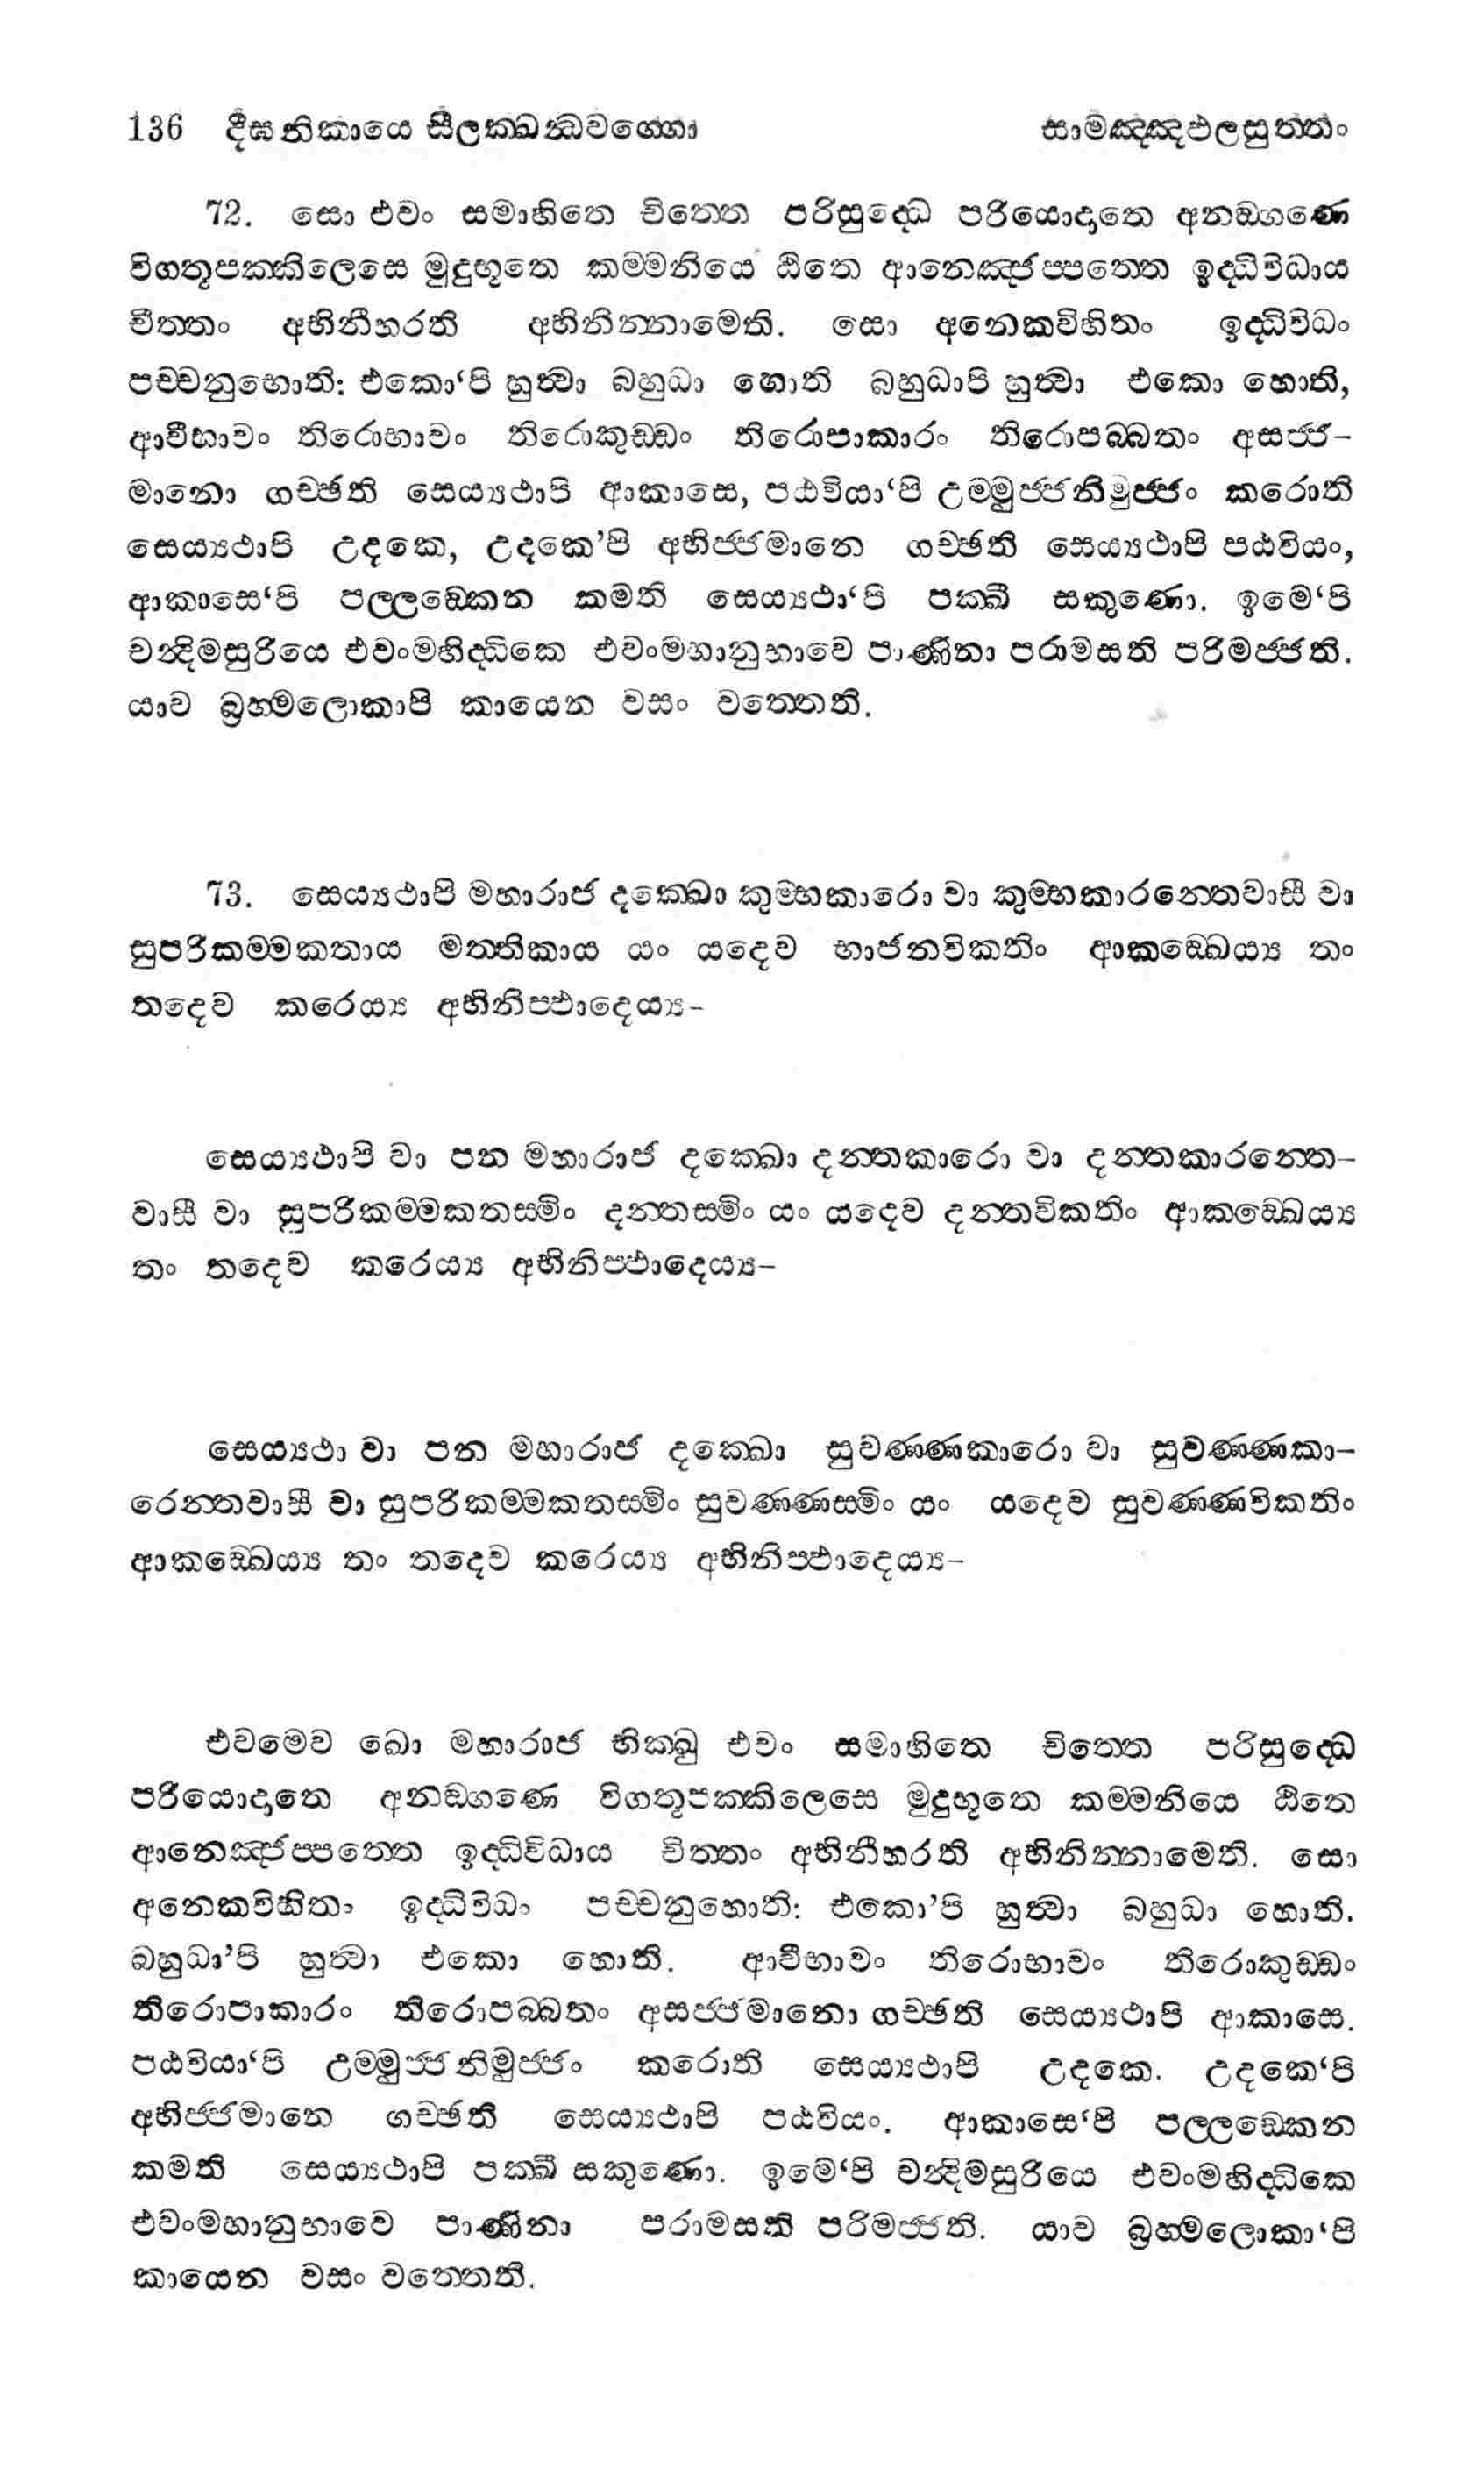 136 දීඝනිකායෙ සීලක්ඛන්ධවග්ගො සාමඤ්ඤඵලසුත්තං
72. සො එවං සමාහිතෙ චිත්තෙ පරිසුද්ධෙ පරියොදාතෙ අනඞ්ගණෙ
විගතූපක්කිලෙසෙ මුදුභූතෙ කම්මනියෙ ඨිතෙ ආනෙඤ්ජප්පත්තෙ ඉද්ධිවිධාය
චීත්තං අභිනීහරති අභිනින්නාමෙති. සො අනෙකවිහිතං ඉද්ධිවිධං
පච්චනුභොති: එකො‘පි හුත්වා බහුධා හොති බහුධාපි හුත්වා එකො හොති,
ආවීභාවං තිරොභාවං තිරොකුඩ්ඩං තිරොපාකාරං තිරොපබ්බතං අසජ්ජ-
මානො ගච්ඡති සෙය්‍යථාපි ආකාසෙ, පඨවියා‘පි උම්මුජ්ජනිමුජ්ජං කරොති
සෙය්‍යථාපි උදකෙ, උදකෙ’පි අභිජ්ජමානෙ ගච්ඡති සෙය්‍යථාපි පඨවියං,
ආකාසෙ‘පි පල්ලඞ්කෙන කමති සෙය්‍යථා‘පි පක්ඛී සකුණො. ඉමෙ‘පි
චන්දිමසුරියෙ එවංමහිද්ධිකෙ එවංමහානුභාවෙ පාණිනා පරාමසති පරිමජ්ජති.
යාව බ්‍රහ්මලොකාපි කායෙන වසං වත්තෙති.
73. සෙය්‍යථාපි මහාරාජ දක්ඛො කුම්භකාරො වා කුම්භකාරන්තෙවාසී වා
සුපරිකම්මකතාය මත්තිකාය යං යදෙව භාජනවිකතිං ආකඞ්ඛෙය්‍ය තං
තදෙව කරෙය්‍ය අභිනිප්ඵාදෙය්‍ය-
සෙය්‍යථාපි වා පන මහාරාජ දක්ඛො දන්තකාරො වා දන්තකාරන්තෙ-
වාසී වා සුපරිකම්මකතස්මිං දන්තස්මිං යං යදෙව දන්තවිකතිං ආකඞ්ඛෙය්‍ය
තං තදෙව කරෙය්‍ය අභිනිප්ඵාදෙය්‍ය-
සෙය්‍යථා වා පන මහාරාජ දක්ඛො සුවණ්ණකාරො වා සුවණ්ණකා-
රන්තෙවාසී වා සුපරිකම්මකතස්මිං සුවණ්ණස්මිං යං යදෙව සුවණ්ණවිකතිං
ආකඞ්ඛෙය්‍ය තං තදෙව කරෙය්‍ය අභිනිප්ඵාදෙය්‍ය-
එවමෙව ඛො මහාරාජ භික්ඛු එවං සමාහිතෙ චිත්තෙ පරිසුද්ධෙ
පරියොදාතෙ අනඞ්ගණෙ විගතූපක්කිලෙසෙ මුදුභූතෙ කම්මනියෙ ඨිතෙ
ආනෙඤ්ජප්පත්තෙ ඉද්ධිවිධාය චිත්තං අභිනීහරති අභිනින්නාමෙති. සො
අනෙකවිහිතං ඉද්ධිවිධං පච්චනුහොති: එකො’පි හුත්වා බහුධා හොති.
බහුධා’පි හුත්වා එකො හොති. ආවීභාවං තිරොභාවං තිරොකුඩ්ඩං
තිරොපාකාරං තිරොපබ්බතං අසජ්ජමානො ගච්ඡති සෙය්‍යථාපි ආකාසෙ.
පඨවියා‘පි උම්මුජ්ජනිමුජ්ජං කරොති සෙය්‍යථාපි උදකෙ. උදකෙ‘පි
අභිජ්ජමානෙ ගච්ඡති සෙය්‍යථාපි පඨවියං. ආකාසෙ‘පි පල්ලඞ්කෙන
කමති සෙය්‍යථාපි පක්ඛී සකුණො. ඉමෙ‘පි චන්දිමසුරියෙ එවංමහිද්ධිකෙ
එවංමහානුභාවෙ පාණිනා පරාමසති පරිමජ්ජති. යාව බ්‍රහ්මලොකා‘පි
කායෙන වසං වත්තෙති.